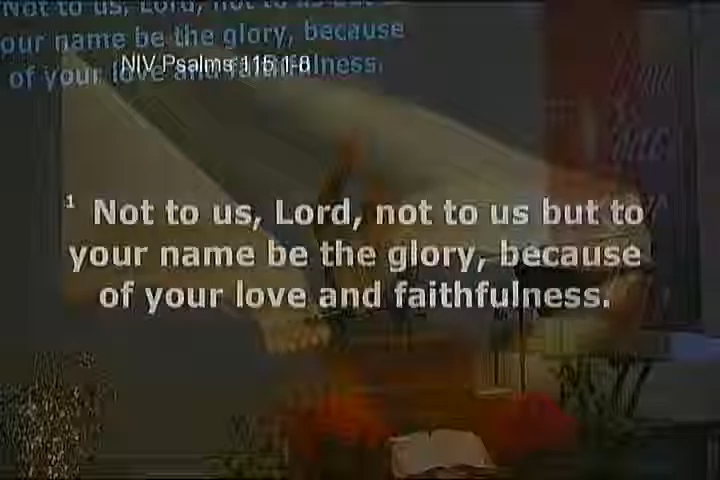 Not to us, Lord, not to us but
your name be the glory, because
of your love and faithfulness.
NIV Psalms 115 1-8
1 Not to us, Lord, not to us but to
your name be the glory, because
of your love and faithfulness.